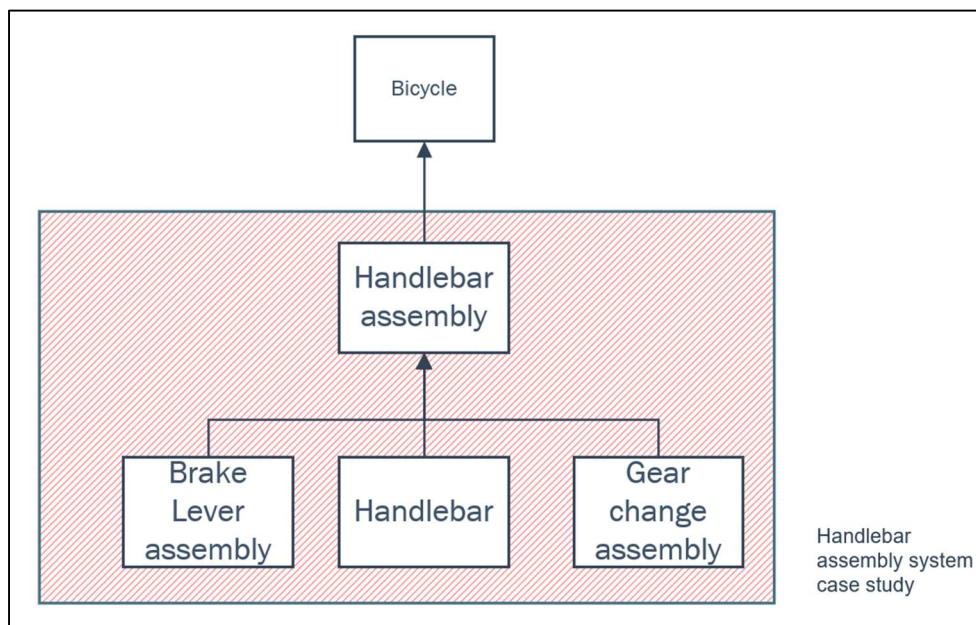 Bicycle
Handlebar
assembly
Brake
Lever
assembly
Handlebar
Gear
change
assembly
Handlebar
assembly system
case study